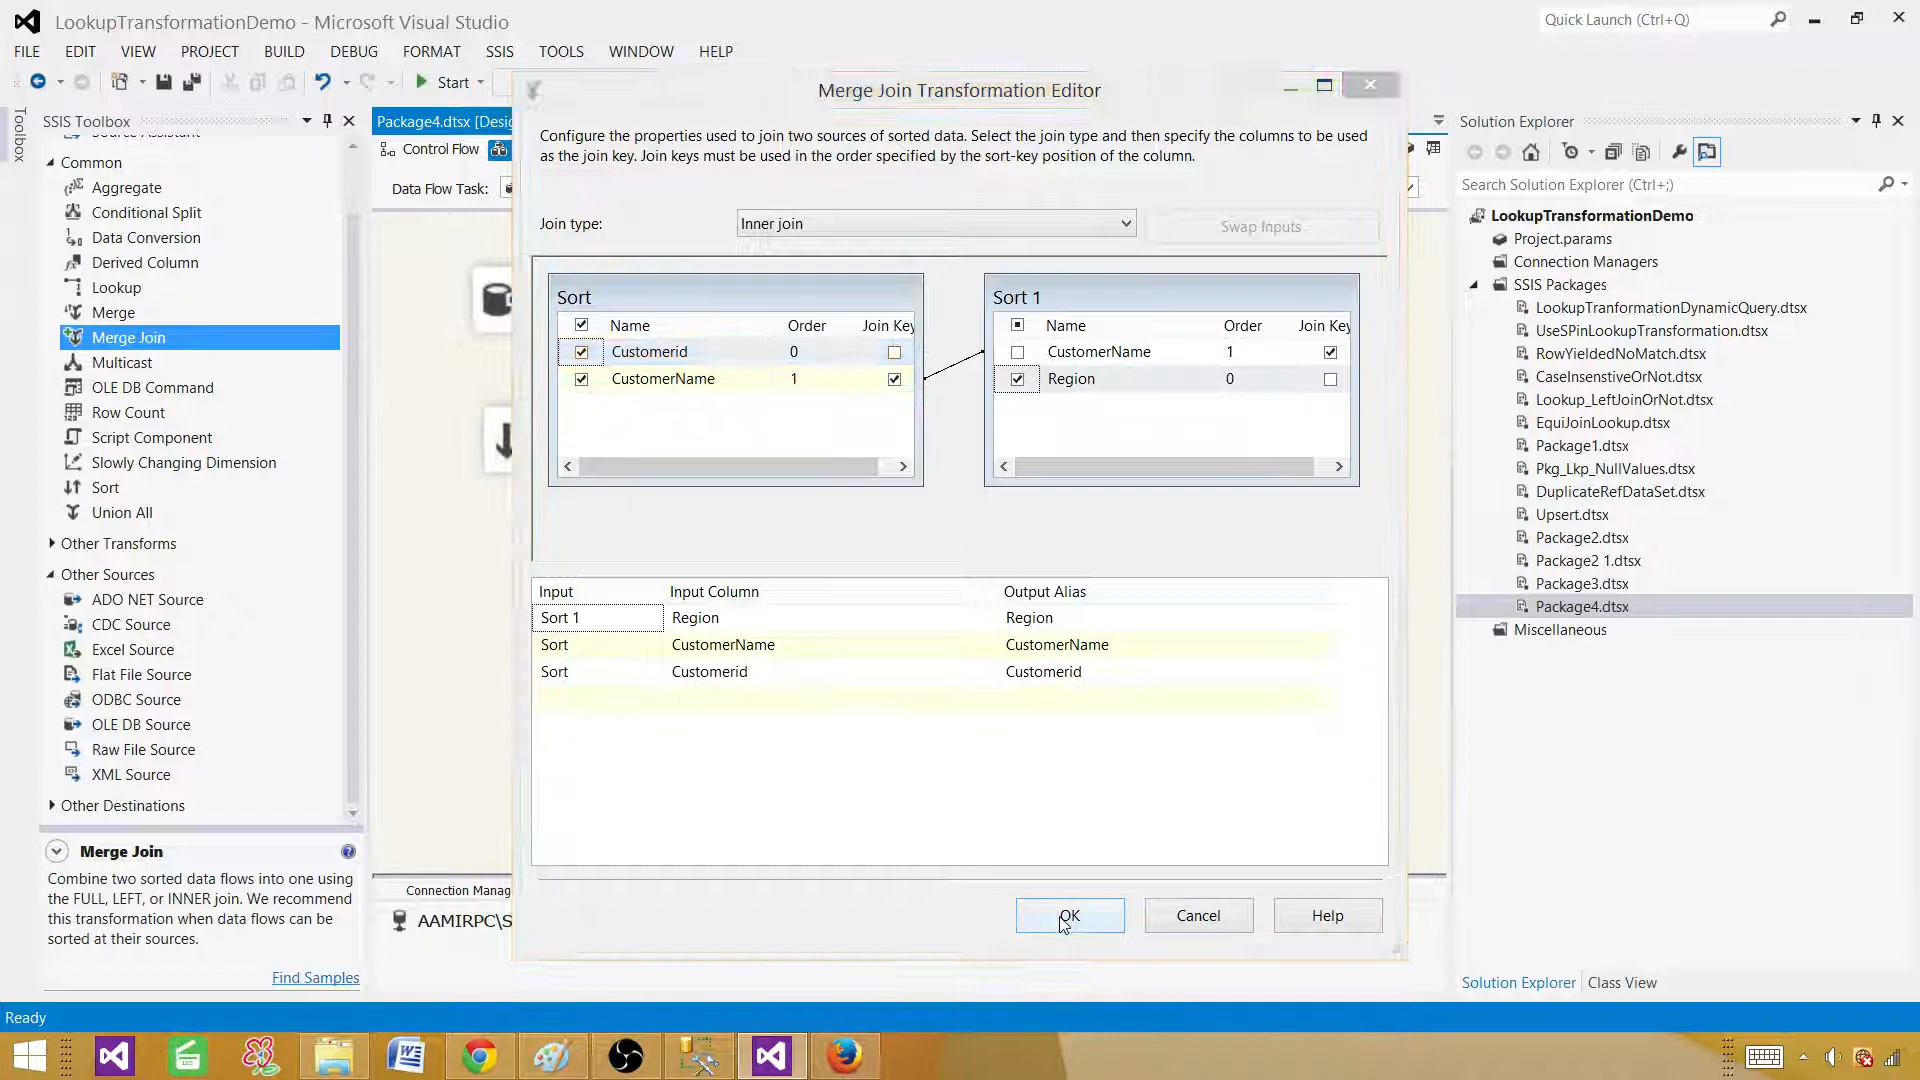 LookupTransformationDemo - Microsoft Visual Studio
Quick Launch (Ctrl+Q)
FILE EDIT VIEW PROJECT BUILD DEBUG FORMAT SSIS TOOLS WINDOW HELP
Start
Toolbox
SSIS Toolbox
Common
Aggregate
Conditional Split
Data Conversion
Derived Column
Lookup
Merge
Merge Join
Multicast
OLE DB Command
Row Count
Script Component
Slowly Changing Dimension
Sort
Union All
Other Transforms
Other Sources
ADO NET Source
CDC Source
Excel Source
Flat File Source
ODBC Source
OLE DB Source
Raw File Source
XML Source
Other Destinations
Merge Join
Combine two sorted data flows into one using
the FULL, LEFT, or INNER join. We recommend
this transformation when data flows can be
sorted at their sources.
Find Samples
Package4.dtsx [Desi
Control Flow
Data Flow Task:
Connection Manag
AAMIRPC\S
Merge Join Transformation Editor
Configure the properties used to join two sources of sorted data. Select the join type and then specify the columns to be used
as the join key. Join keys must be used in the order specified by the sort-key position of the column.
Join type: Inner join Swap Inputs
Sort
Name Order Join Key
Customerid 0
CustomerName 1
Sort 1
Name Order Join Key
CustomerName 1
Region 0
Input Input Column Output Alias
Sort 1 Region Region
Sort CustomerName CustomerName
Sort Customerid Customerid
OK Cancel Help
Solution Explorer
Search Solution Explorer (Ctrl+;)
LookupTransformationDemo
Project.params
Connection Managers
SSIS Packages
LookupTranformationDynamicQuery.dtsx
UseSPinLookupTransformation.dtsx
RowYieldedNoMatch.dtsx
CaseInsenstiveOrNot.dtsx
Lookup_LeftJoinOrNot.dtsx
EquiJoinLookup.dtsx
Package1.dtsx
Pkg_Lkp_NullValues.dtsx
DuplicateRefDataSet.dtsx
Upsert.dtsx
Package2.dtsx
Package2 1.dtsx
Package3.dtsx
Package4.dtsx
Miscellaneous
Solution Explorer Class View
Ready